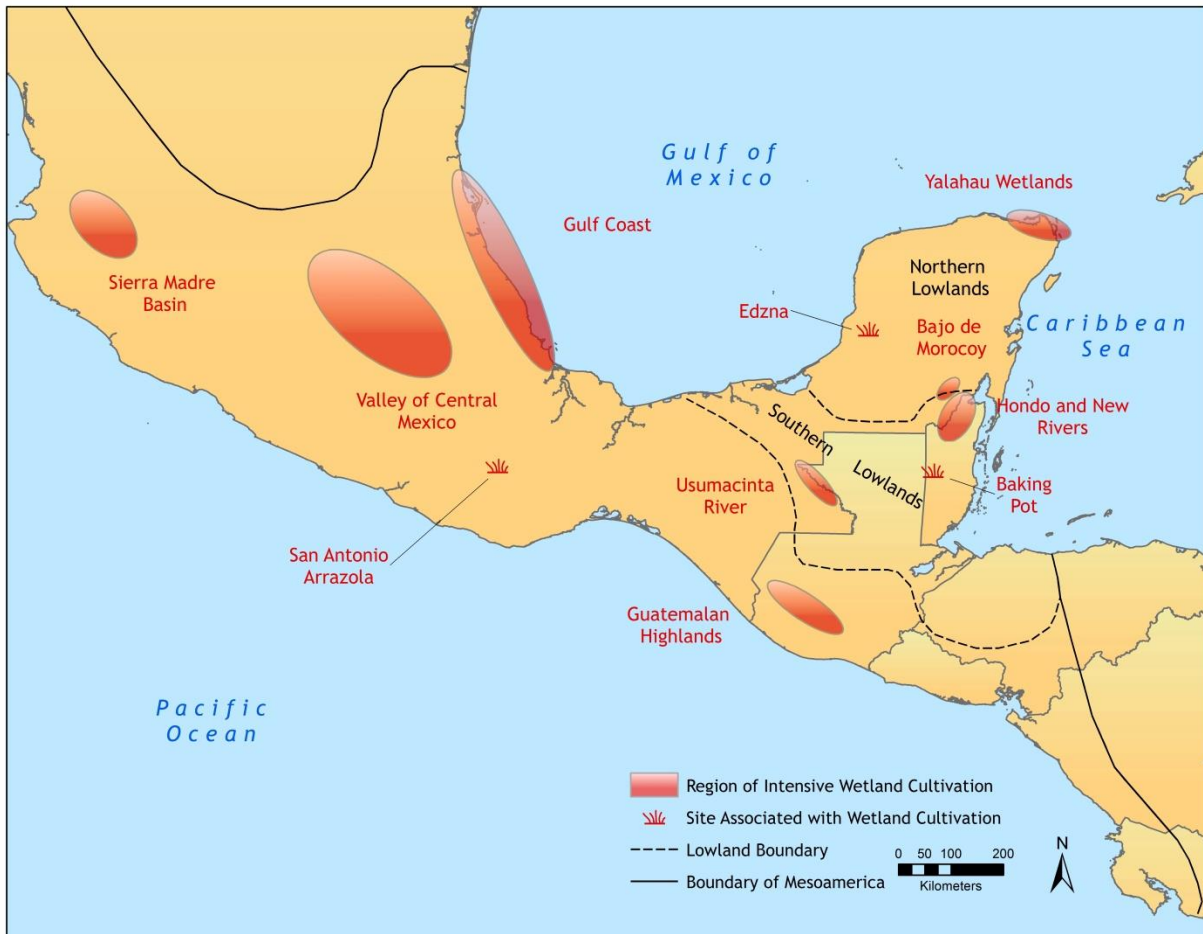 Gulf of
Mexico
Yalahau Wetlands
Gulf Coast
Sierra Madre
Basin
Northern
Lowlands
Edzna
Bajo de
Morocoy
Caribbean
Sea
Valley of Central
Mexico
Hondo and New
Rivers
Southern
Lowlands
Usumacinta
River
Baking
Pot
San Antonio
Arrazola
Guatemalan
Highlands
Pacific
Ocean
Region of Intensive Wetland Cultivation
Site Associated with Wetland Cultivation
Lowland Boundary
Boundary of Mesoamerica
0 50 100 200
Kilometers
N